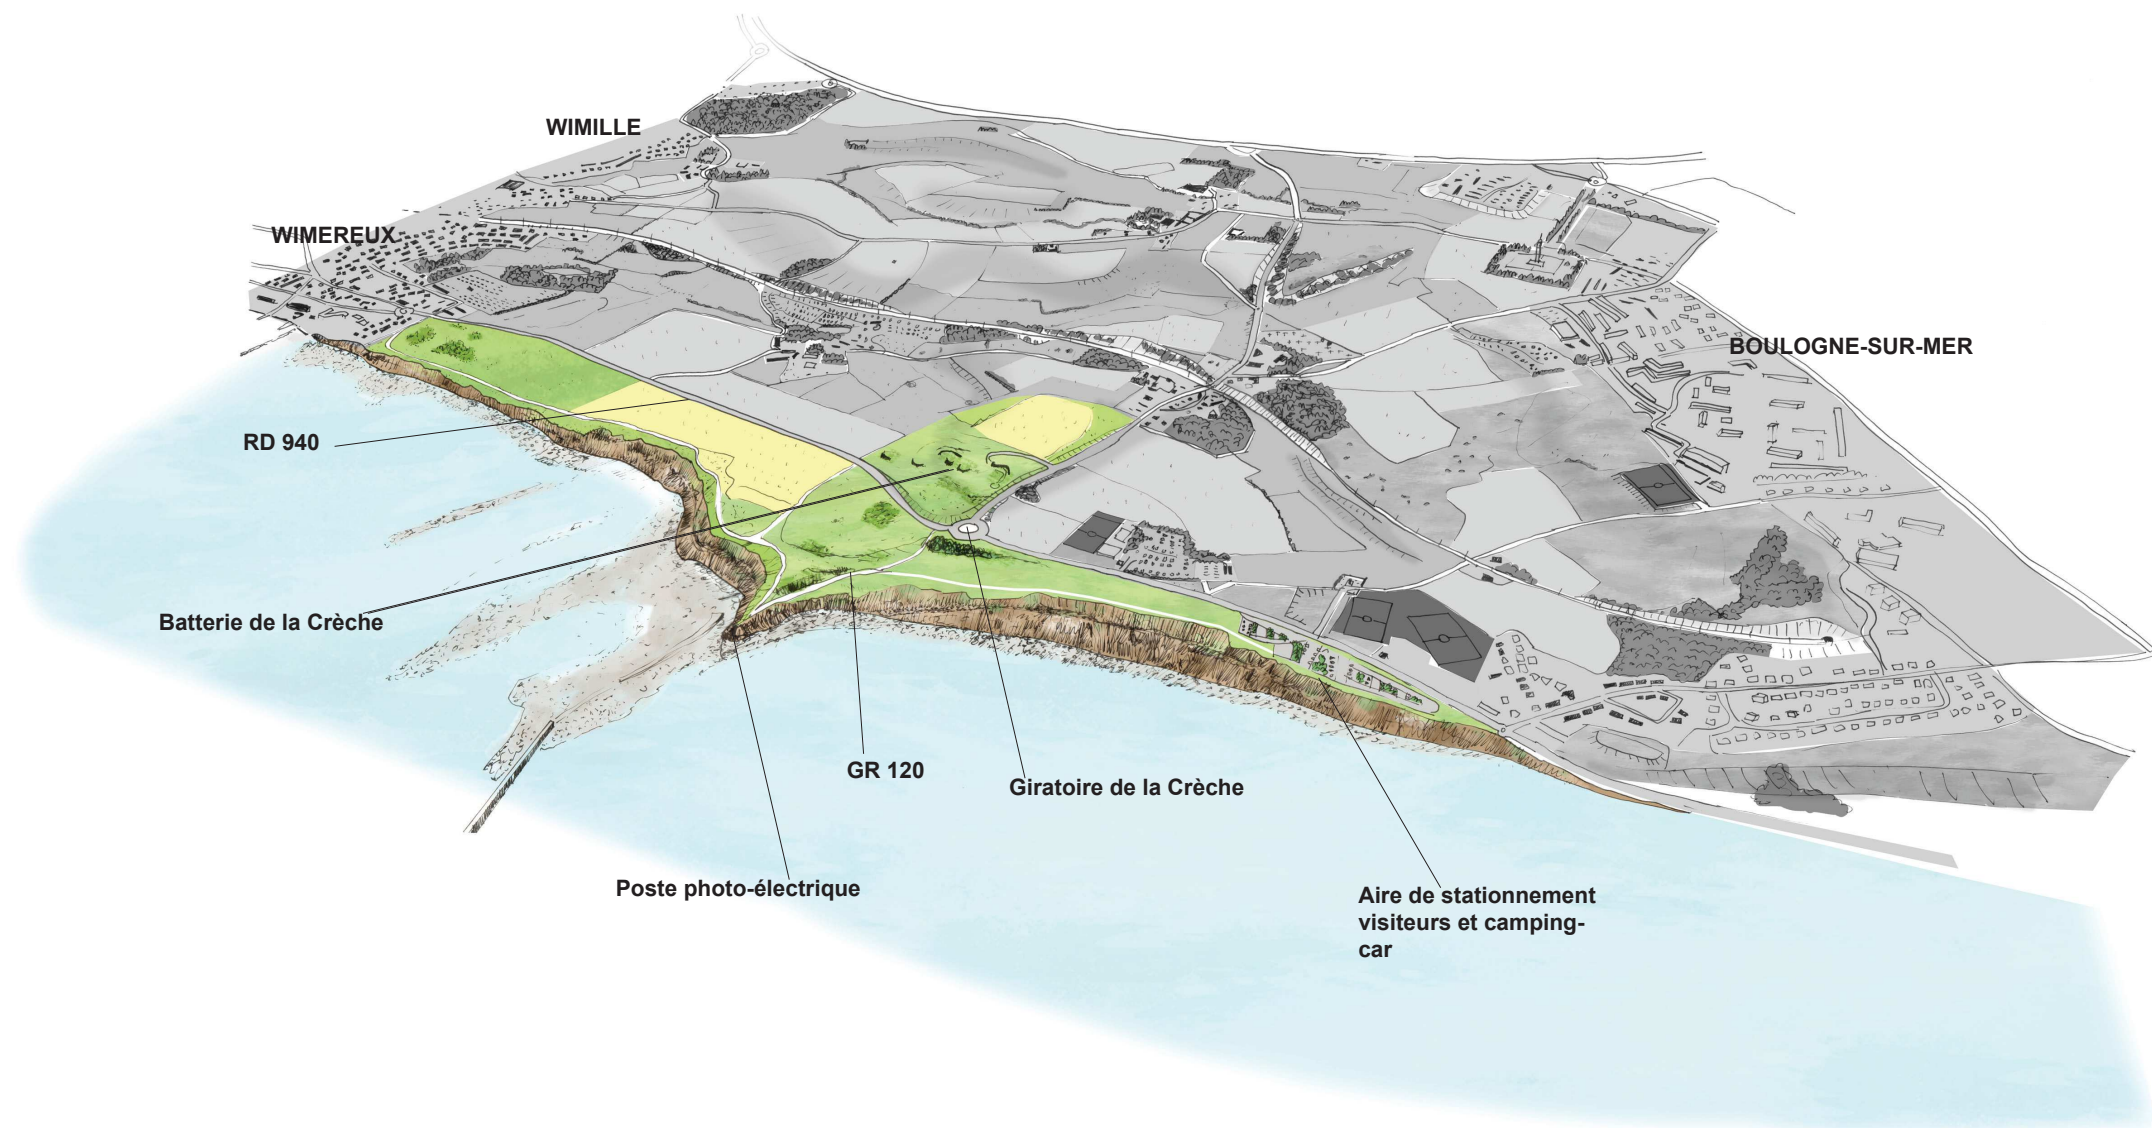 WIMILLE
WIMEREUX
BOULOGNE-SUR-MER
RD 940
Batterie de la Crèche
GR 120
Giratoire de la Crèche
Poste photo-électrique
Aire de stationnement
visiteurs et camping-
car